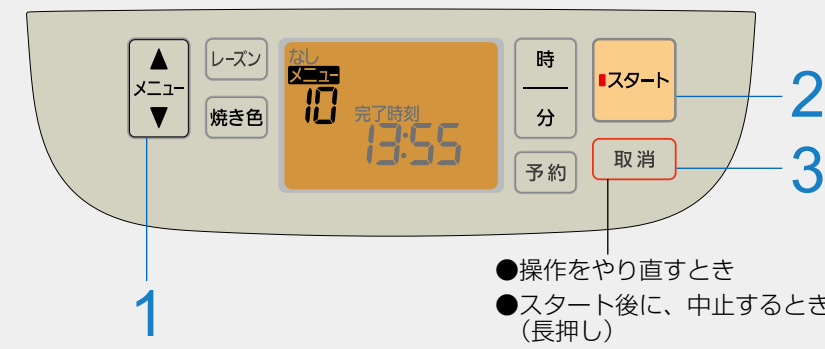 ▲
メニュー
▼
レーズン
焼き色
なし
メニュー
10
完了時刻
13:55
時
分
予約
スタート
取消
1
2
3
●操作をやり直すとき
●スタート後に、中止するとき
（長押し）